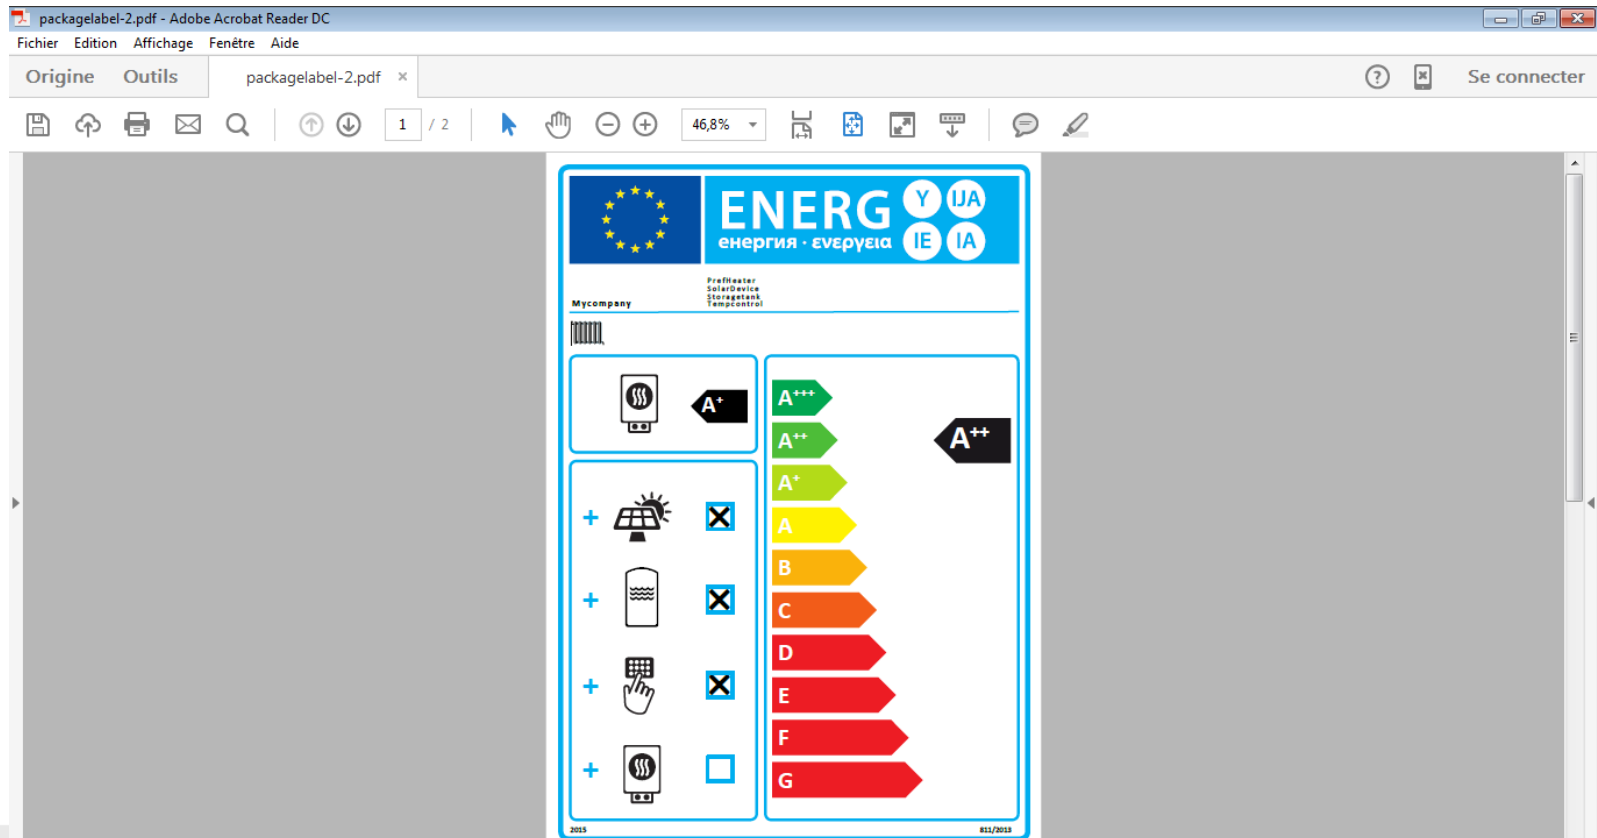 packagelabel-2.pdf - Adobe Acrobat Reader DC
Fichier Edition Affichage Fenêtre Aide
Origine Outils packagelabel-2.pdf × ? Se connecter
1 / 2 46,8%
ENERG Y IJA
енергия · ενεργεια IE IA
PrefHeater
SolarDevice
Storagetank
Mycompany Tempcontrol
A+
A+++
A++
A++
A+
A
B
C
D
E
F
G
+
+
+
+
2015 811/2013